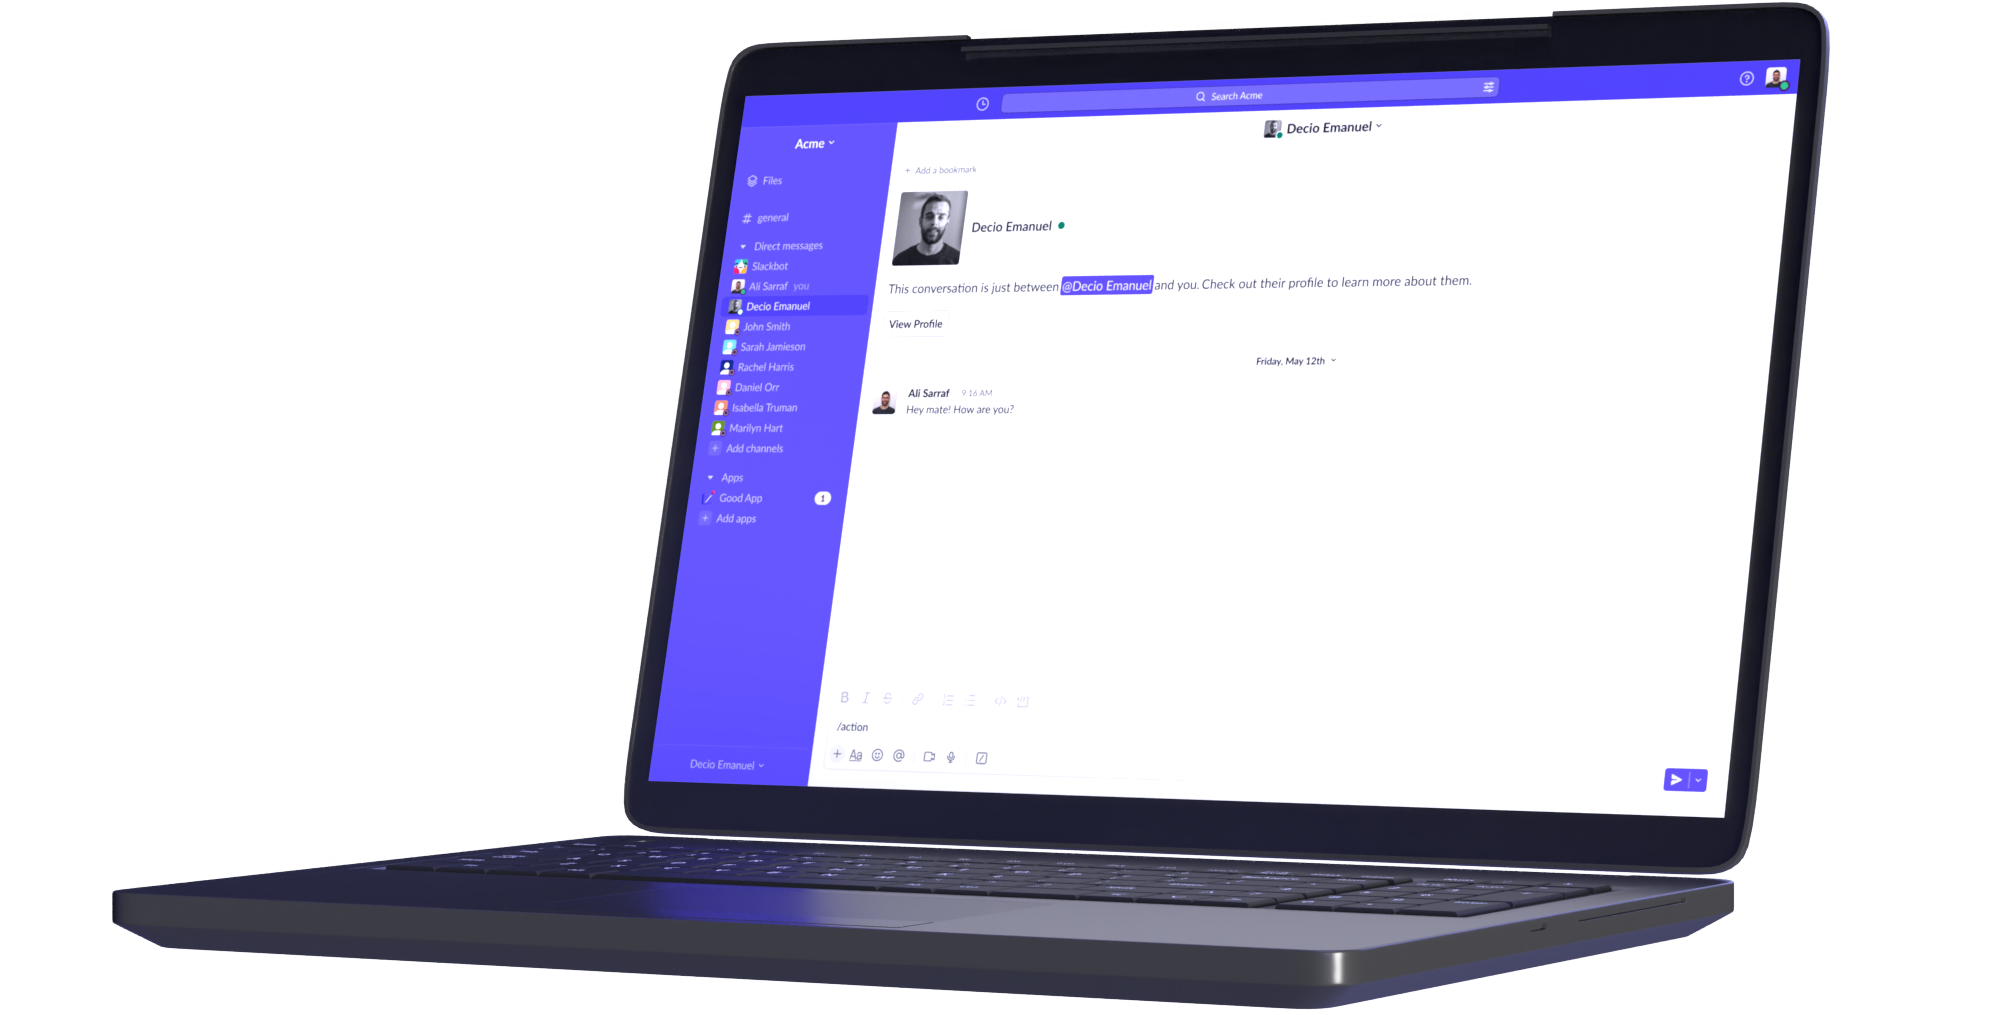 Search Acme
Acme
Files
general
Direct messages
Slackbot
Ali Sarraf you
Decio Emanuel
John Smith
Sarah Jamieson
Rachel Harris
Daniel Orr
Isabella Truman
Marilyn Hart
+ Add channels
Apps
Good App 1
+ Add apps
Decio Emanuel
Decio Emanuel
+ Add a bookmark
Decio Emanuel
This conversation is just between @Decio Emanuel and you. Check out their profile to learn more about them.
View Profile
Friday, May 12th
Ali Sarraf 9:16 AM
Hey mate! How are you?
B I S
/action
+ Aa @